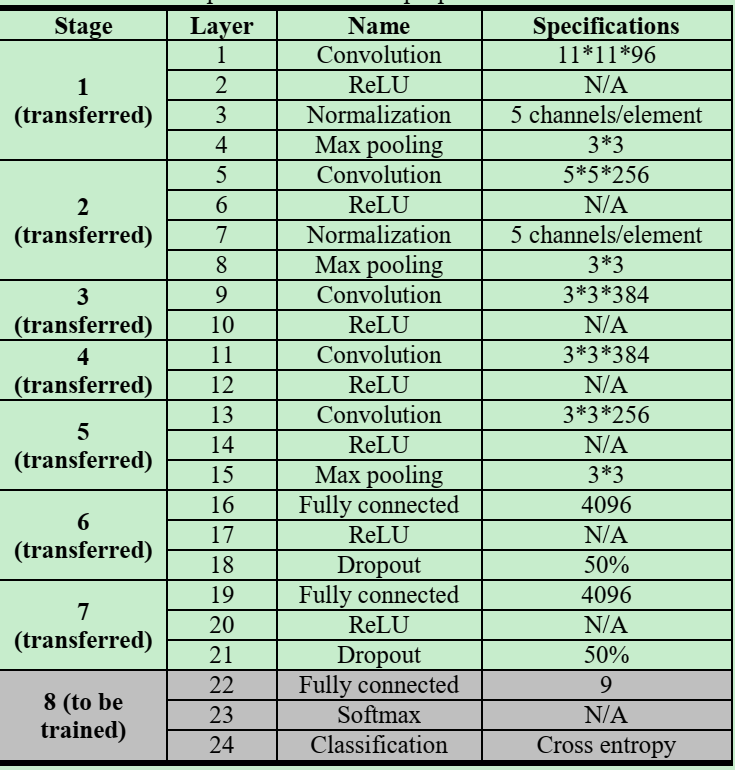 Stage Layer Name Specifications
1 Convolution 11*11*96
1 2 ReLU N/A
(transferred) 3 Normalization 5 channels/element
4 Max pooling 3*3
5 Convolution 5*5*256
2 6 ReLU N/A
(transferred) 7 Normalization 5 channels/element
8 Max pooling 3*3
3 9 Convolution 3*3*384
(transferred) 10 ReLU N/A
4 11 Convolution 3*3*384
(transferred) 12 ReLU N/A
13 Convolution 3*3*256
5 14 ReLU N/A
(transferred) 15 Max pooling 3*3
16 Fully connected 4096
6 17 ReLU N/A
(transferred) 18 Dropout 50%
19 Fully connected 4096
7 20 ReLU N/A
(transferred) 21 Dropout 50%
22 Fully connected 9
8 (to be 23 Softmax N/A
trained) 24 Classification Cross entropy